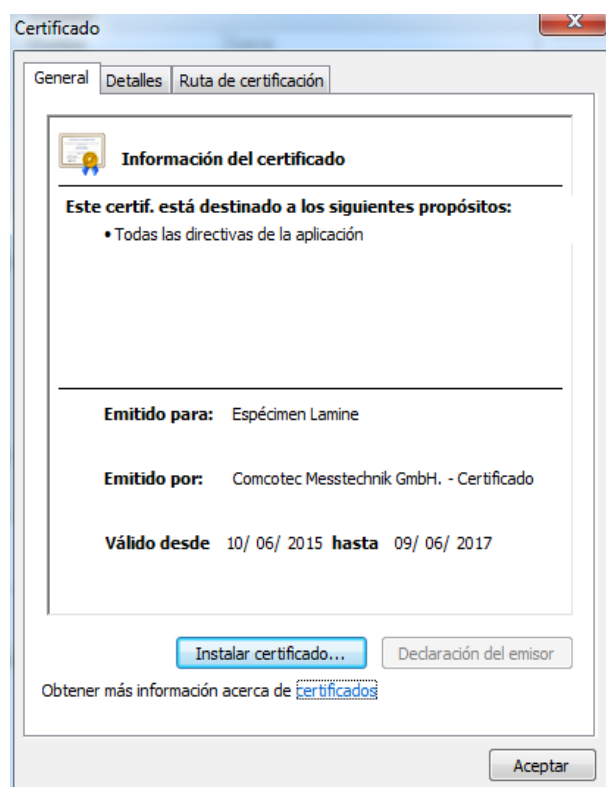 Certificado
General
Detalles
Ruta de certificación
Información del certificado
Este certif. está destinado a los siguientes propósitos:
• Todas las directivas de la aplicación
Emitido para: Espécimen Lamine
Emitido por: Comcotec Messtechnik GmbH. - Certificado
Válido desde 10/ 06/ 2015 hasta 09/ 06/ 2017
Instalar certificado... Declaración del emisor
Obtener más información acerca de certificados
Aceptar